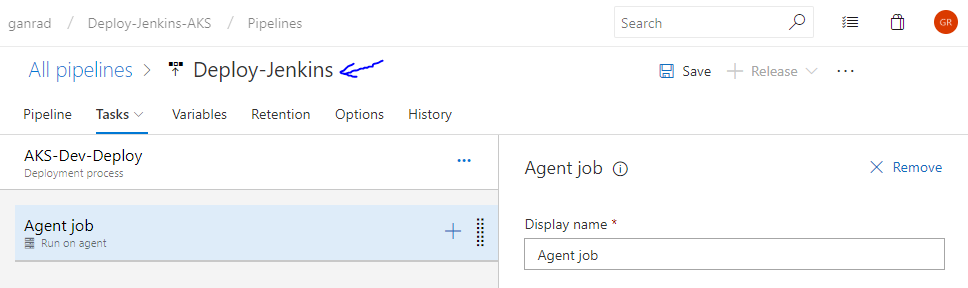 ganrad / Deploy-Jenkins-AKS / Pipelines
Search
GR
All pipelines > Deploy-Jenkins
Save
+ Release
...
Pipeline Tasks Variables Retention Options History
AKS-Dev-Deploy
Deployment process
...
Agent job
Remove
Agent job
Run on agent
Display name *
Agent job